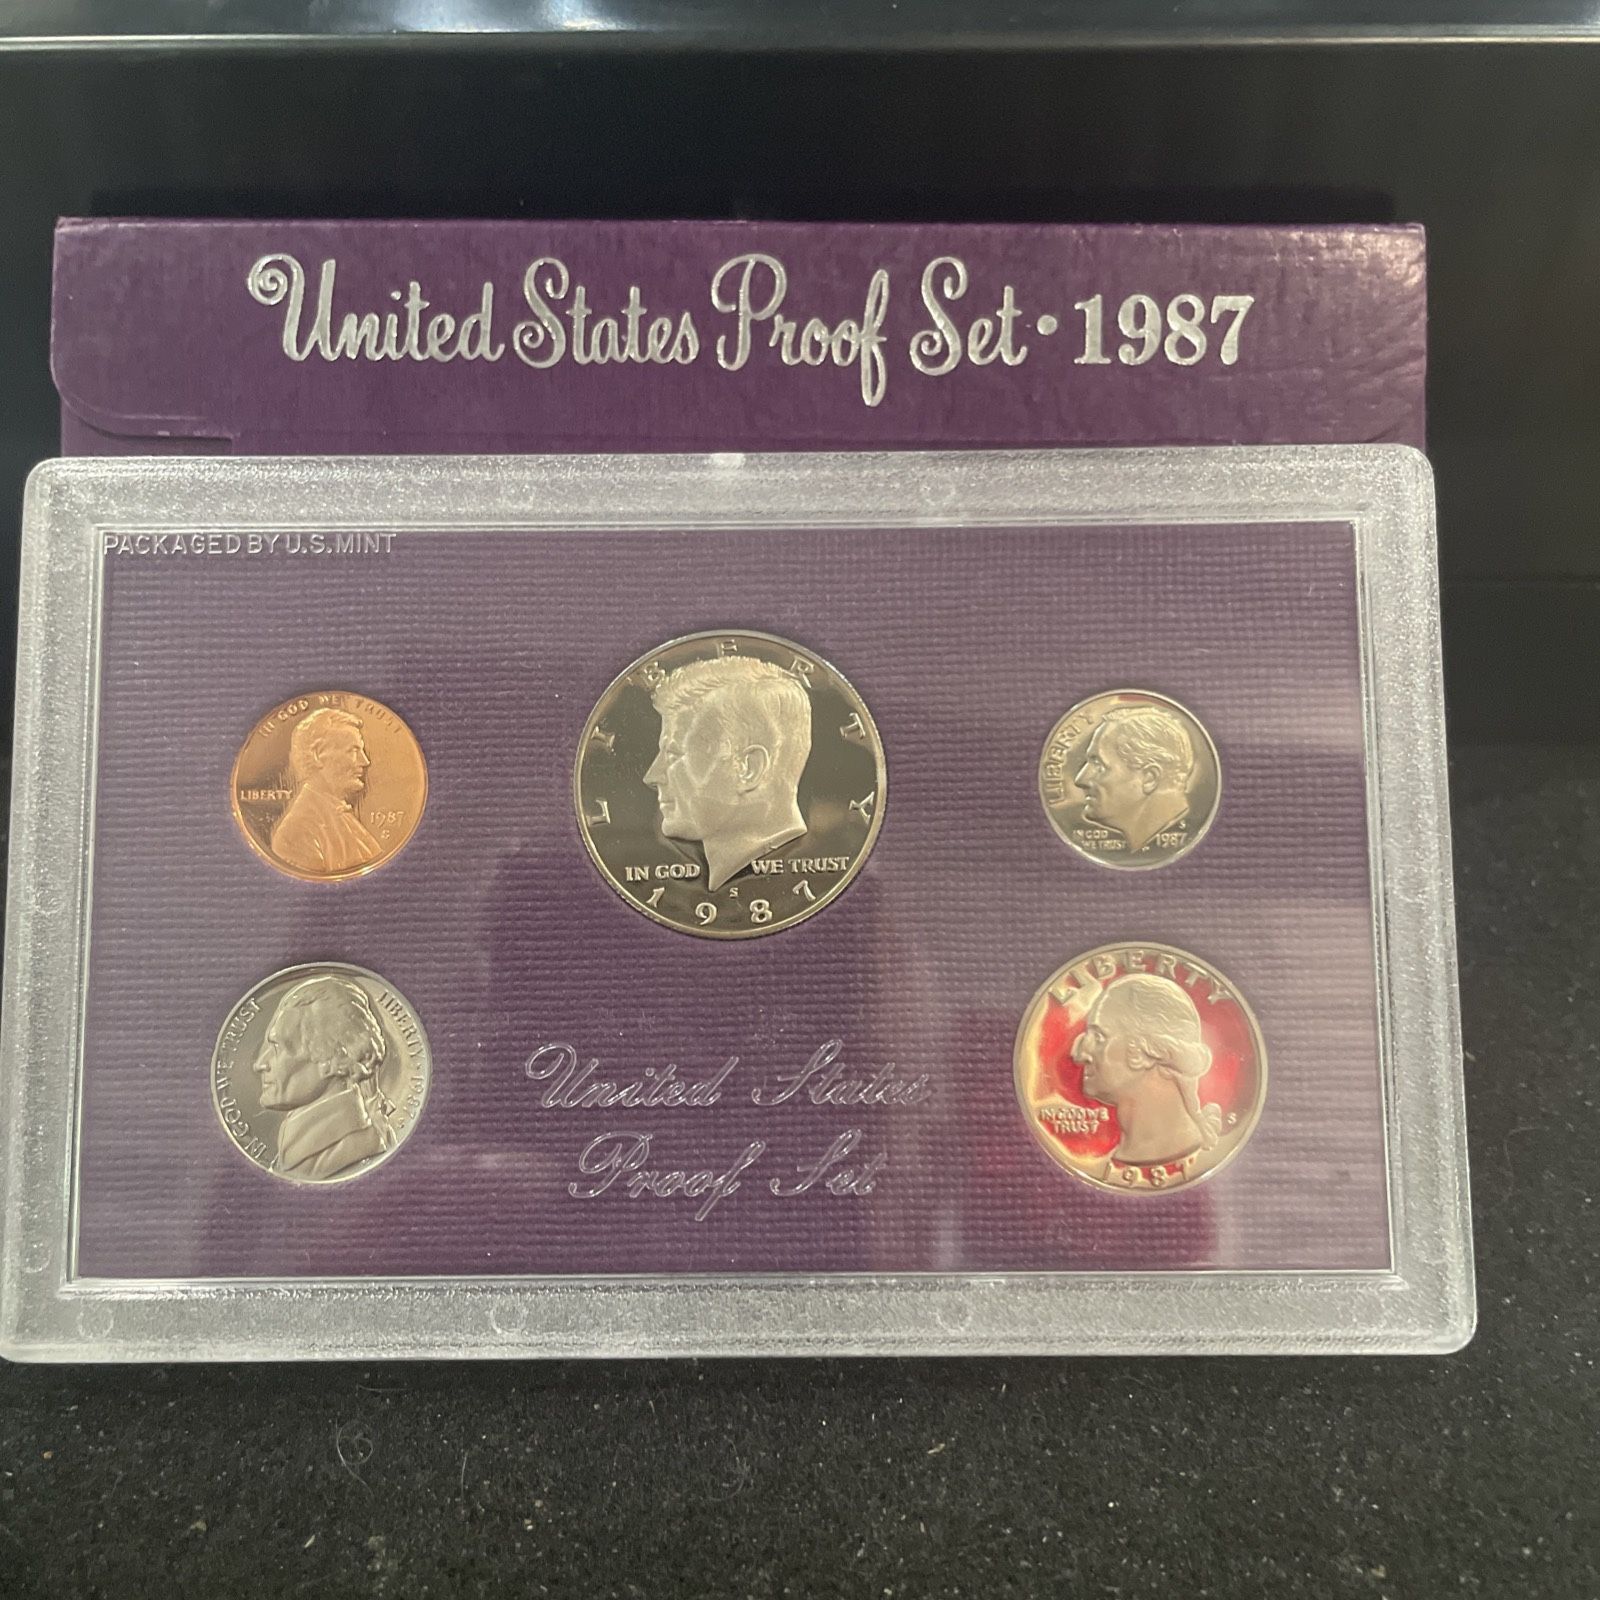 United States Proof Set · 1987
PACKAGED BY U.S. MINT
IN GOD WE TRUST
LIBERTY
1987
S
LIBERTY
IN GOD WE TRUST
S
1987
LIBERTY
IN GOD
WE TRUST
S
1987
IN GOD WE TRUST
LIBERTY · 1987
S
United States
Proof Set
LIBERTY
IN GOD WE
TRUST
S
1987